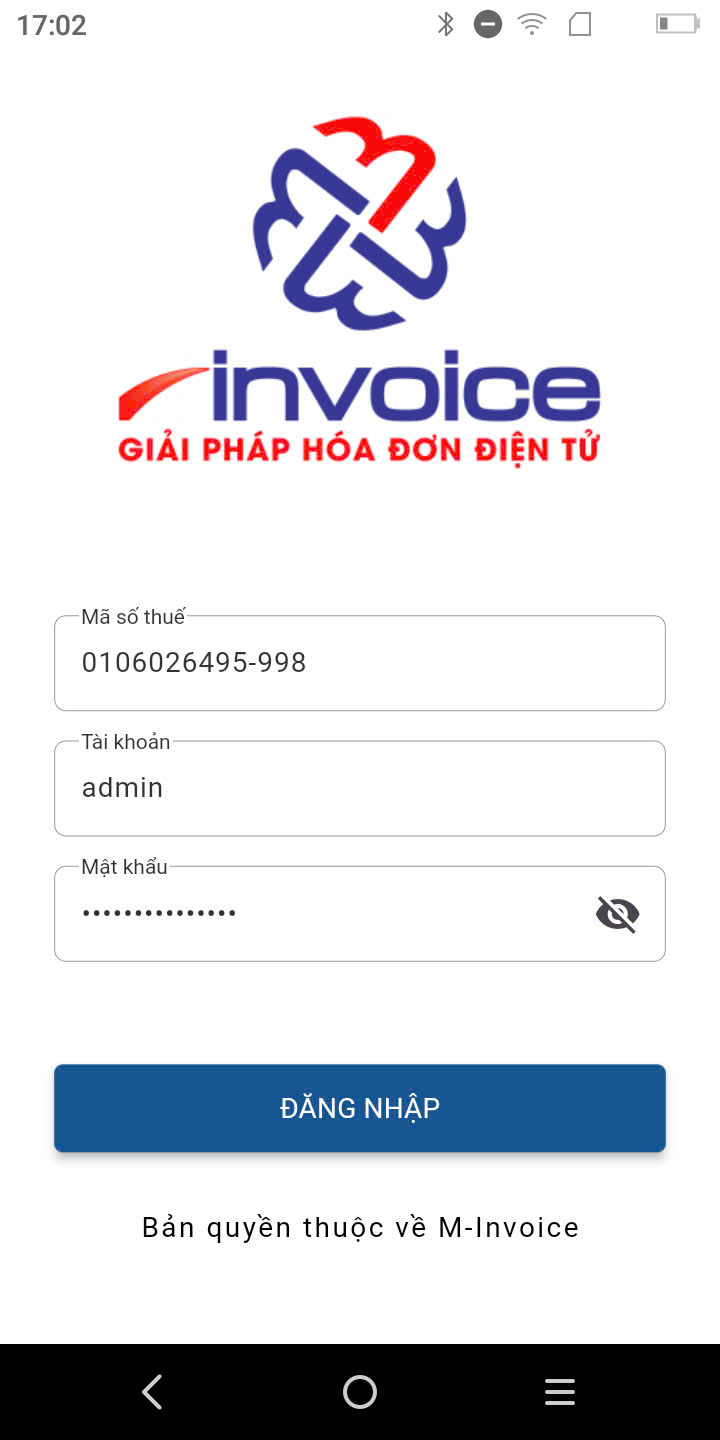 17:02
invoice
GIẢI PHÁP HÓA ĐƠN ĐIỆN TỬ
Mã số thuế
0106026495-998
Tài khoản
admin
Mật khẩu
•••••••••••••••
ĐĂNG NHẬP
Bản quyền thuộc về M-Invoice